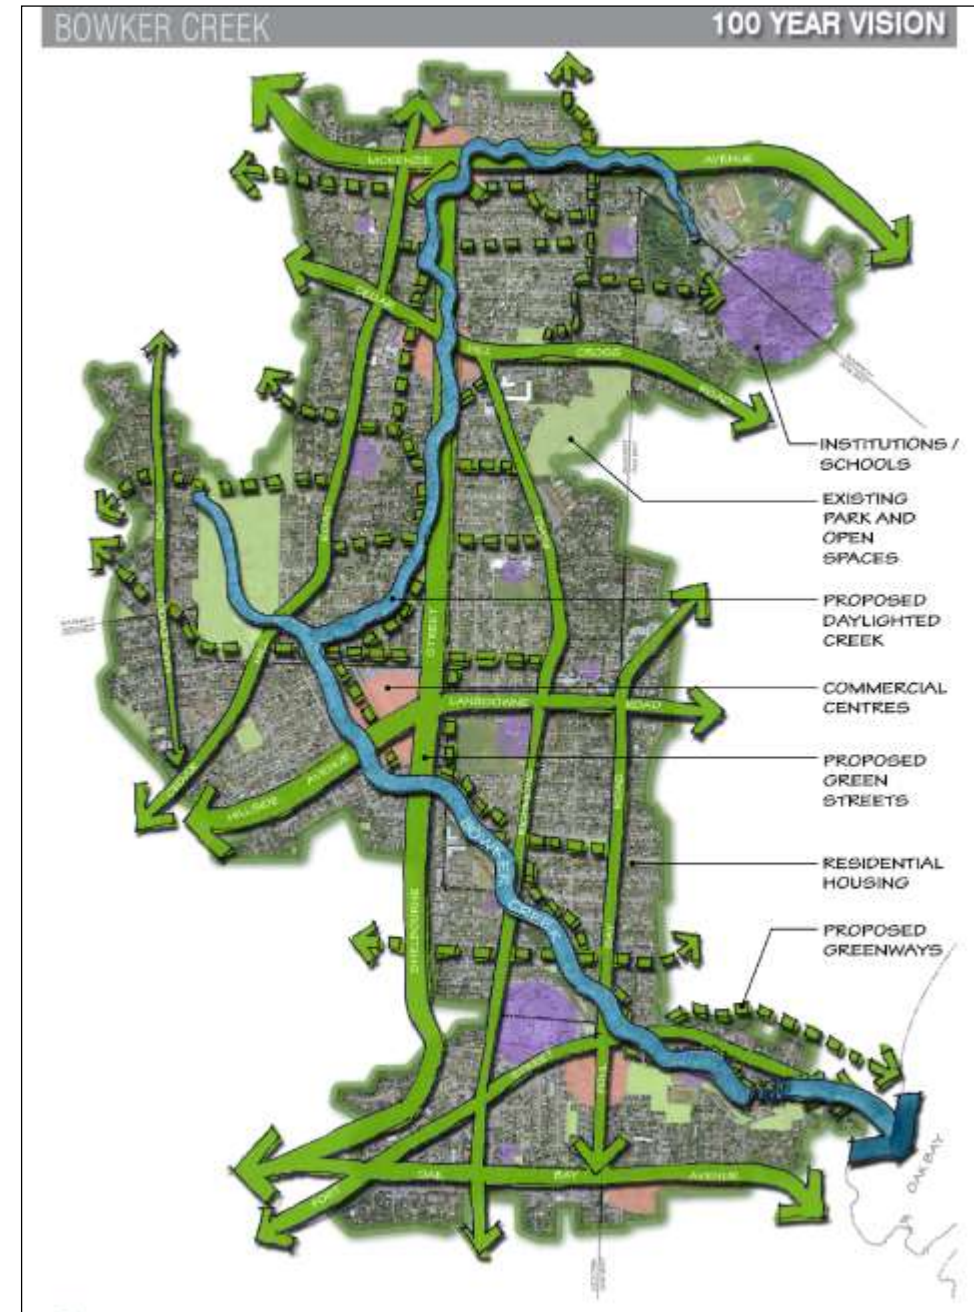 BOWKER CREEK
100 YEAR VISION
MCKENZIE
AVENUE
CEDAR
ROAD
INSTITUTIONS /
SCHOOLS
EXISTING
PARK AND
OPEN
SPACES
PROPOSED
DAYLIGHTED
CREEK
STREET
COMMERCIAL
CENTRES
LANSDOWNE
ROAD
PROPOSED
GREEN
STREETS
HILLSIDE
AVENUE
ROAD
BOWKER
CREEK
RESIDENTIAL
HOUSING
SHELBOURNE
PROPOSED
GREENWAYS
FORT
STREET
OAK
BAY
AVENUE
OAK BAY